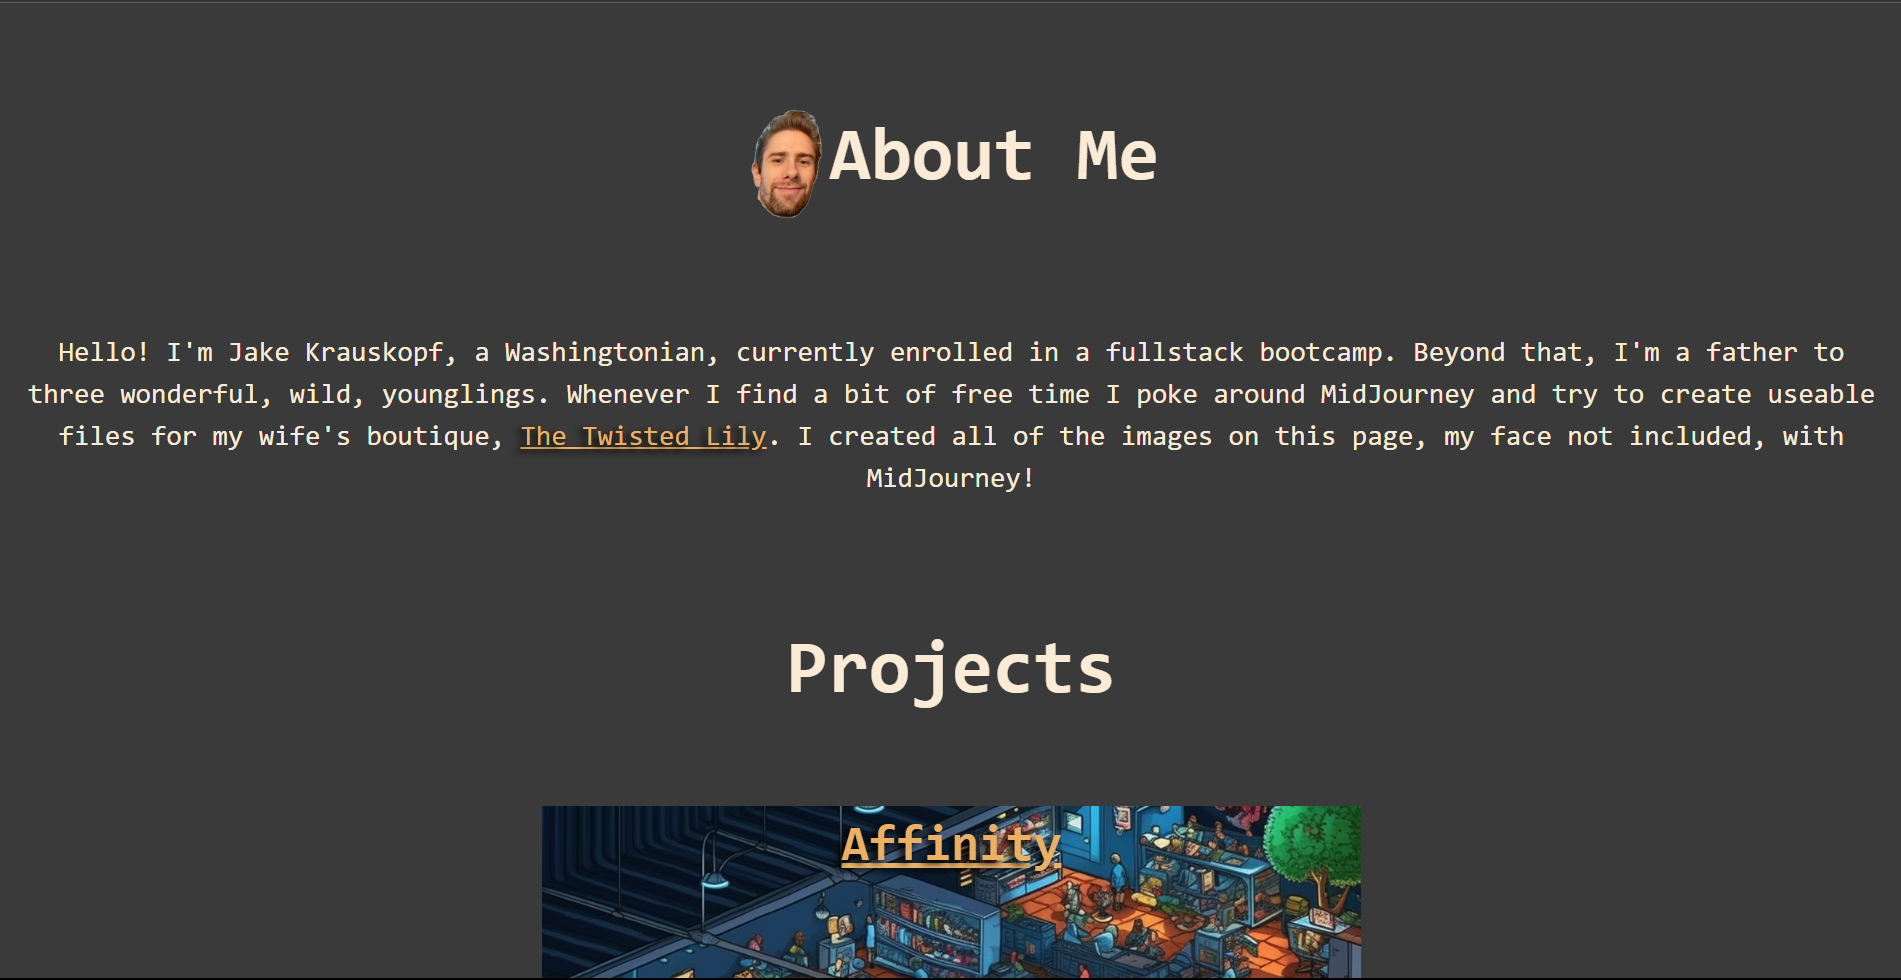 About Me
Hello! I'm Jake Krauskopf, a Washingtonian, currently enrolled in a fullstack bootcamp. Beyond that, I'm a father to
three wonderful, wild, younglings. Whenever I find a bit of free time I poke around MidJourney and try to create useable
files for my wife's boutique, The Twisted Lily. I created all of the images on this page, my face not included, with
MidJourney!
Projects
Affinity